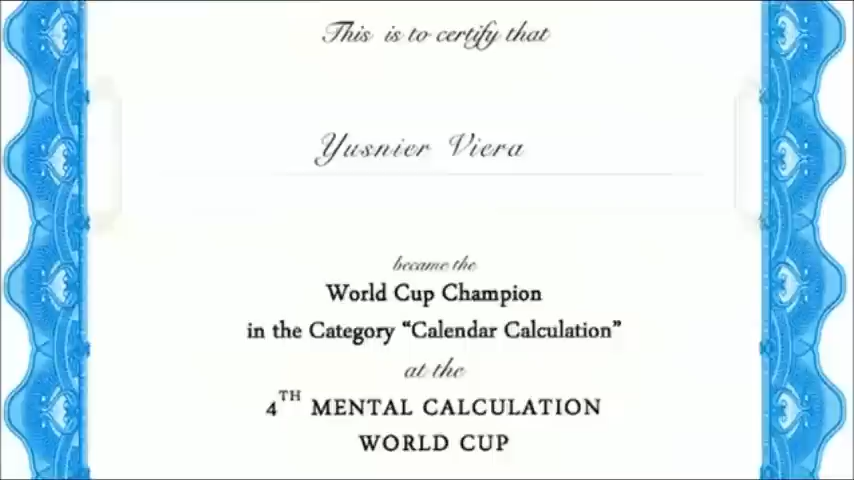 This is to certify that
Yusnier Viera
became the
World Cup Champion
in the Category “Calendar Calculation”
at the
4TH MENTAL CALCULATION
WORLD CUP